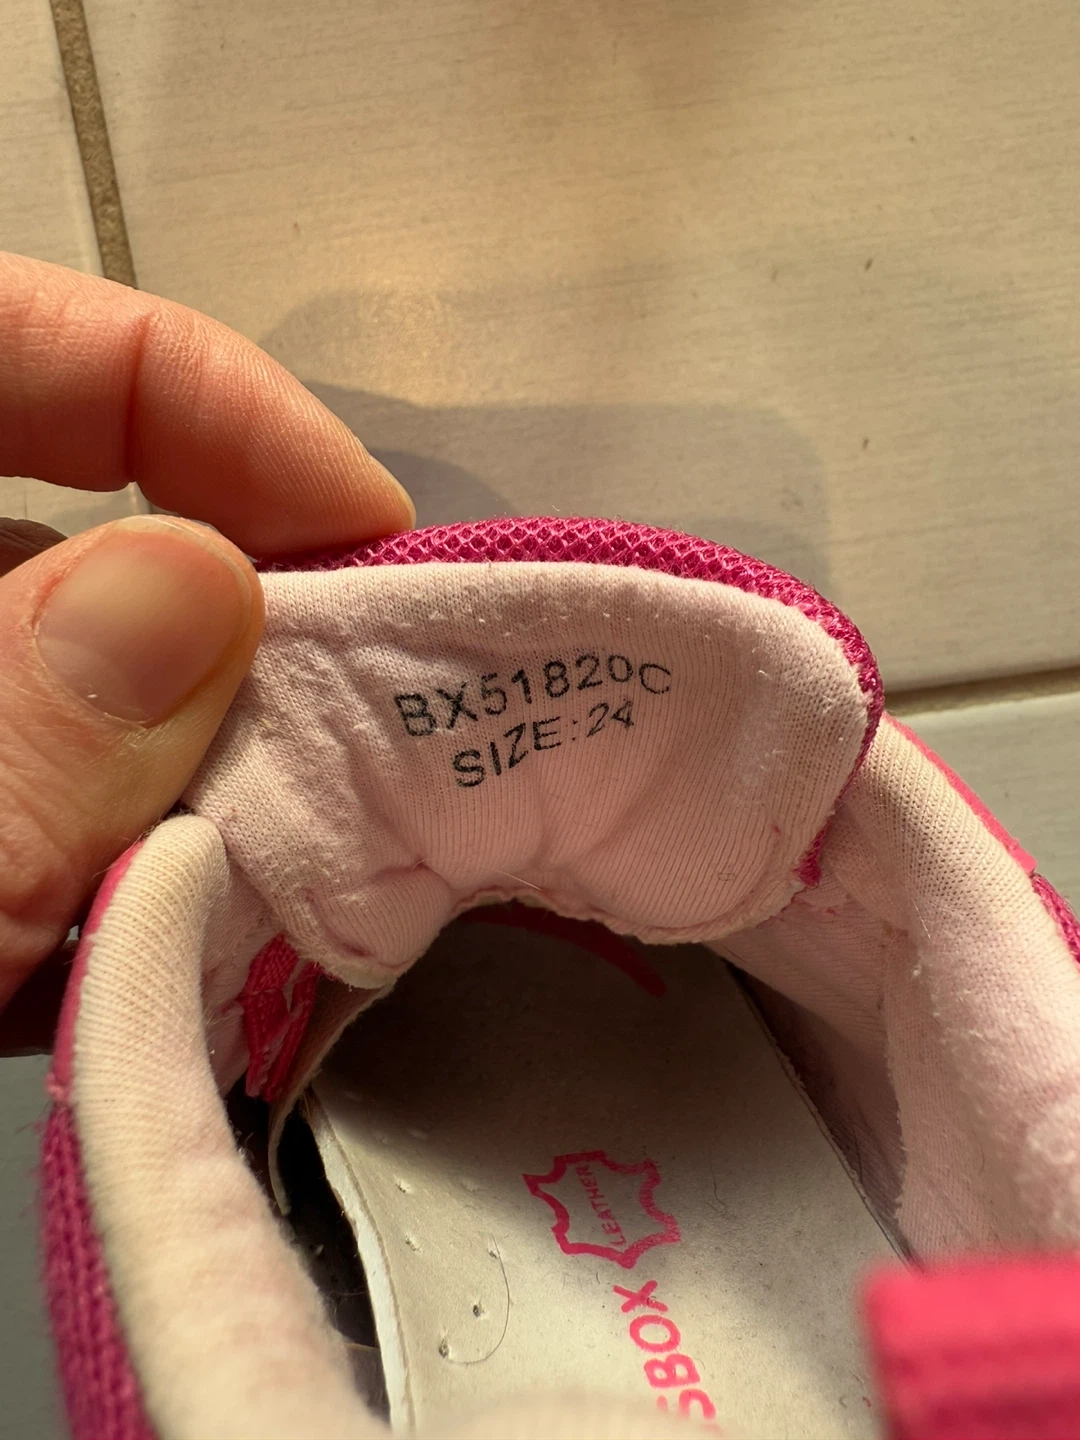 BX51820C
SIZE:24
LEATHER
SBOX